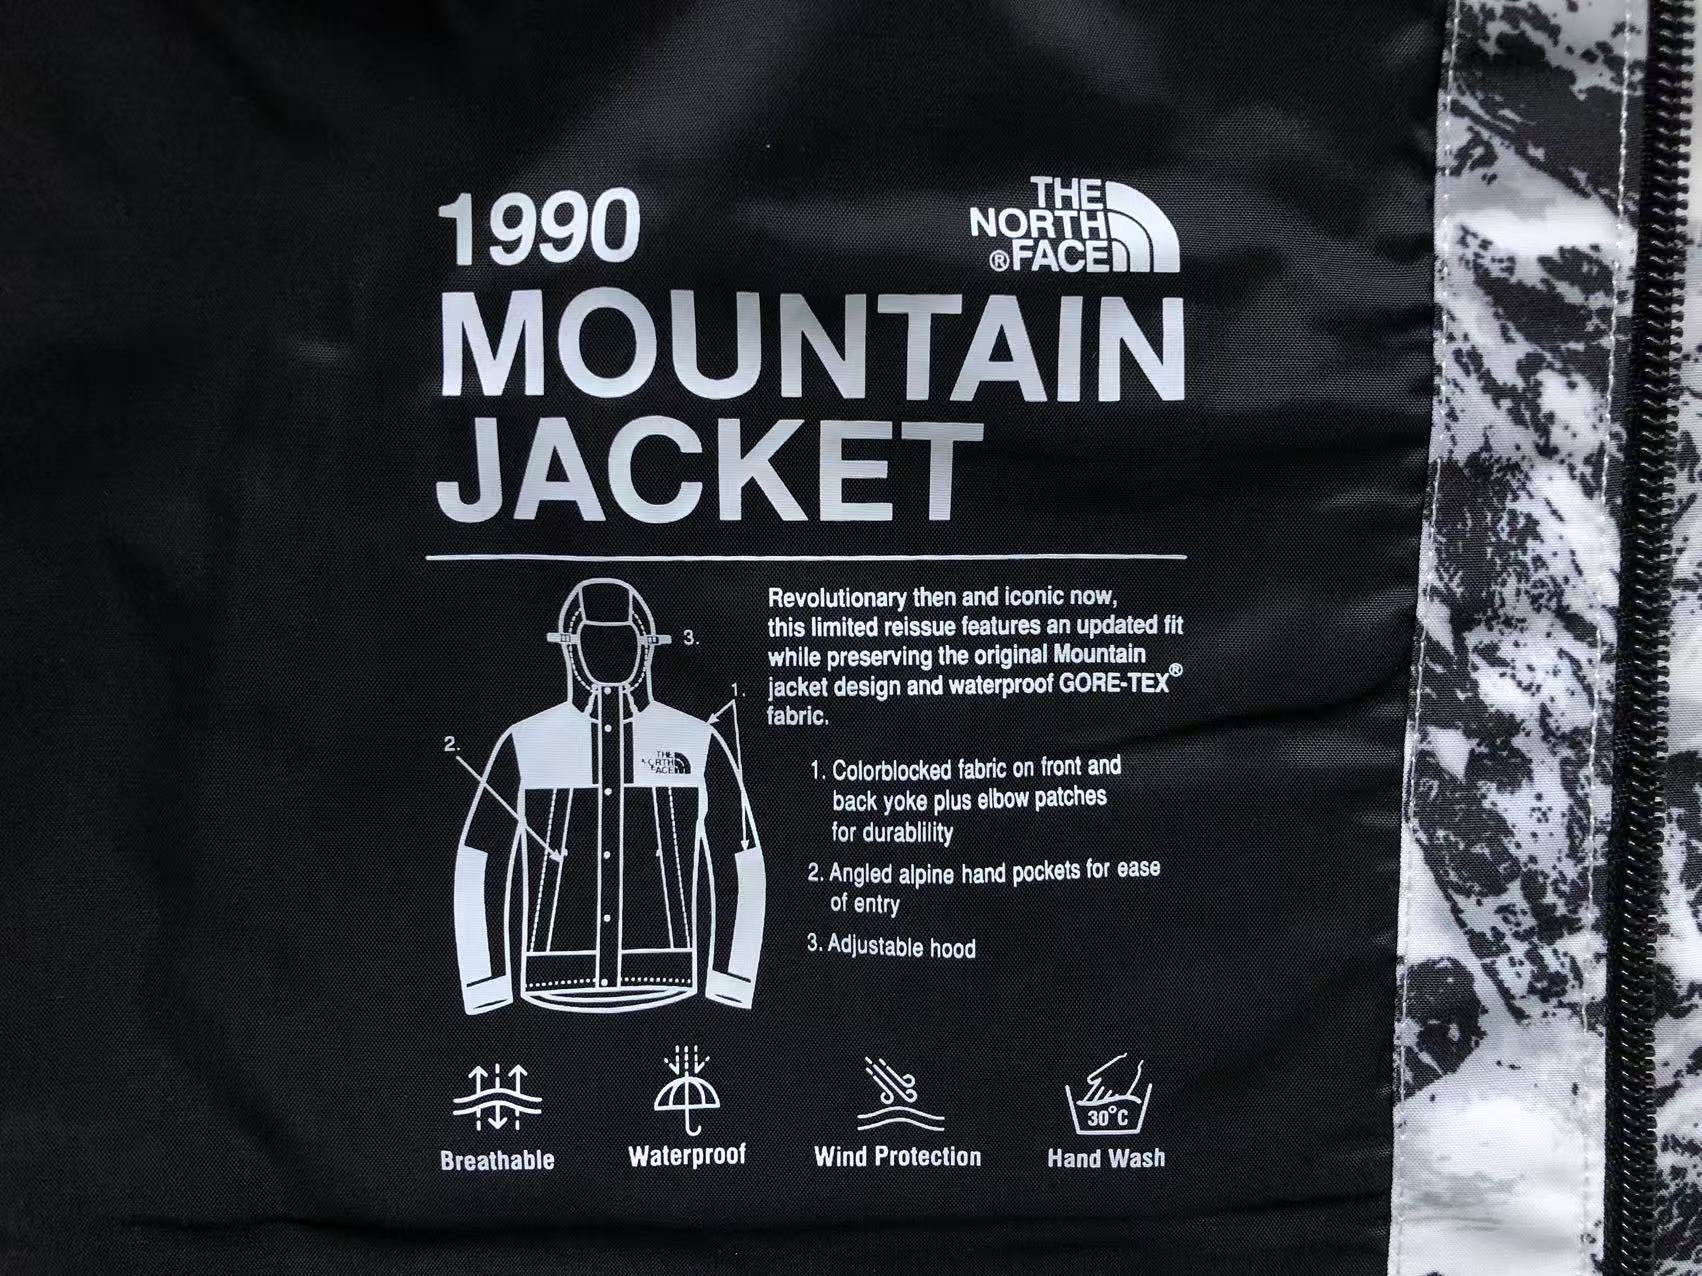 1990
THE
NORTH
®FACE
MOUNTAIN
JACKET
Revolutionary then and iconic now,
this limited reissue features an updated fit
while preserving the original Mountain
jacket design and waterproof GORE-TEX®
fabric.
3.
1.
2.
THE
NORTH
FACE
1. Colorblocked fabric on front and
back yoke plus elbow patches
for durablility
2. Angled alpine hand pockets for ease
of entry
3. Adjustable hood
30°C
Breathable
Waterproof
Wind Protection
Hand Wash